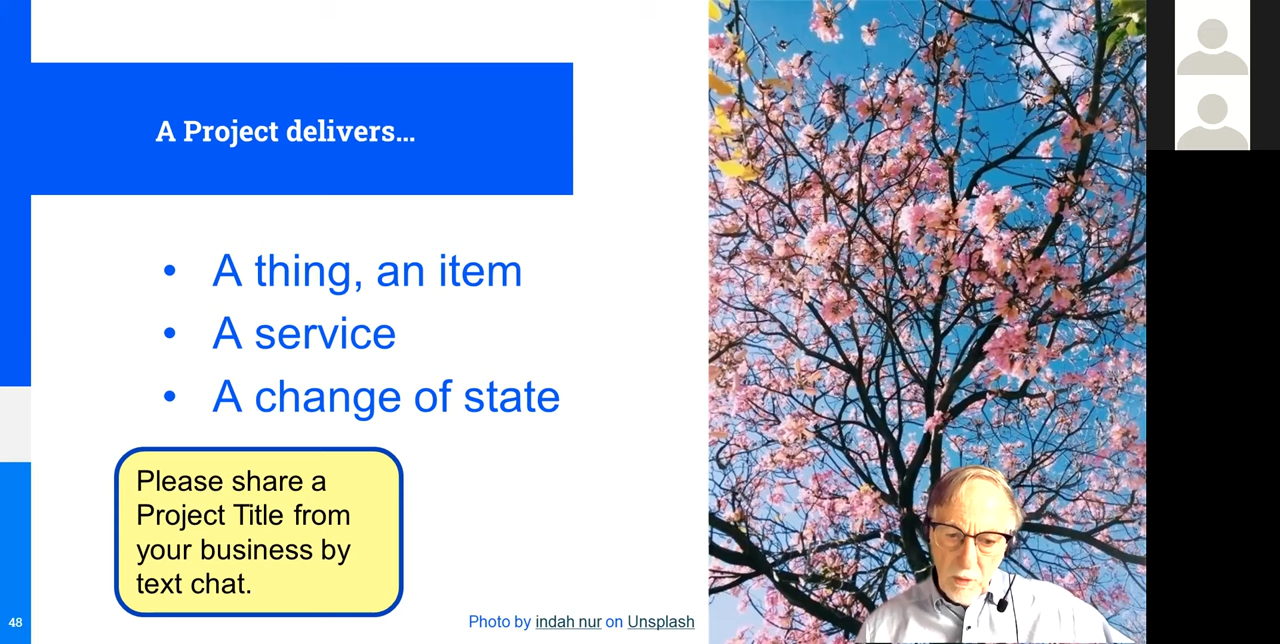 A Project delivers...
• A thing, an item
• A service
• A change of state
Please share a
Project Title from
your business by
text chat.
48
Photo by indah nur on Unsplash